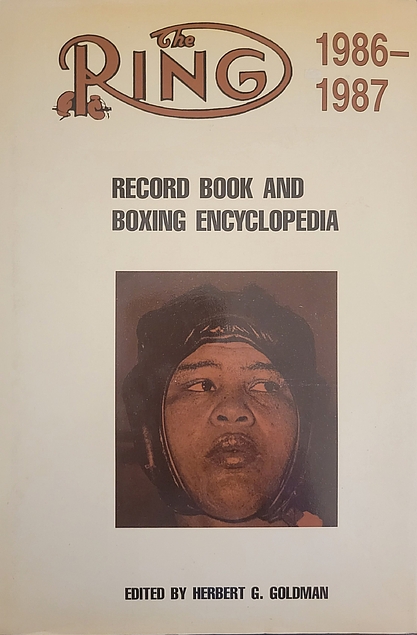 The
RING
1986–
1987
RECORD BOOK AND
BOXING ENCYCLOPEDIA
EDITED BY HERBERT G. GOLDMAN